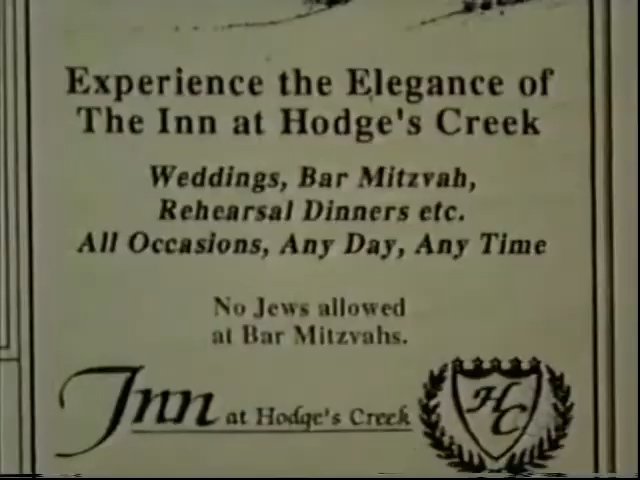 Experience the Elegance of
The Inn at Hodge's Creek
Weddings, Bar Mitzvah,
Rehearsal Dinners etc.
All Occasions, Any Day, Any Time
No Jews allowed
at Bar Mitzvahs.
Inn at Hodge's Creek
HC